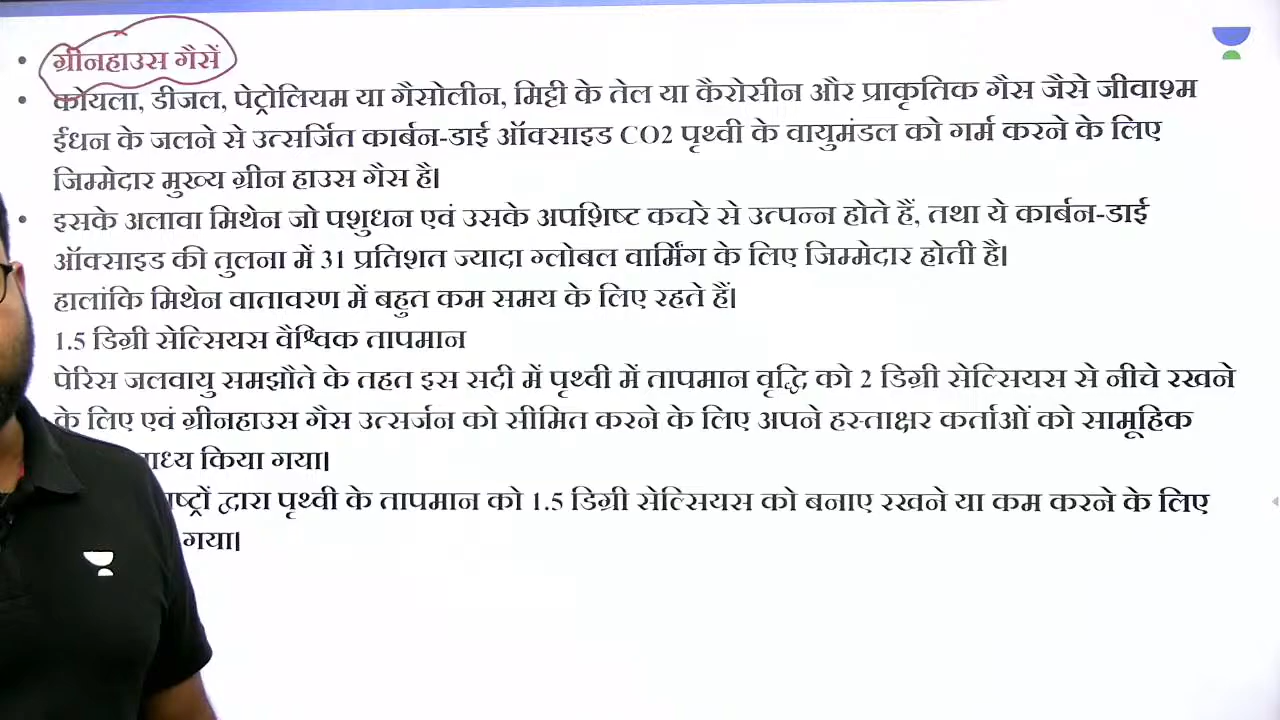 • ग्रीनहाउस गैसें
• कोयला, डीजल, पेट्रोलियम या गैसोलीन, मिट्टी के तेल या कैरोसीन और प्राकृतिक गैस जैसे जीवाश्म
ईधन के जलने से उत्सर्जित कार्बन-डाई ऑक्साइड CO2 पृथ्वी के वायुमंडल को गर्म करने के लिए
जिम्मेदार मुख्य ग्रीन हाउस गैस है।
• इसके अलावा मिथेन जो पशुधन एवं उसके अपशिष्ट कचरे से उत्पन्न होते हैं, तथा ये कार्बन-डाई
ऑक्साइड की तुलना में 31 प्रतिशत ज्यादा ग्लोबल वार्मिंग के लिए जिम्मेदार होती है।
हालांकि मिथेन वातावरण में बहुत कम समय के लिए रहते हैं।
1.5 डिग्री सेल्सियस वैश्विक तापमान
पेरिस जलवायु समझौते के तहत इस सदी में पृथ्वी में तापमान वृद्धि को 2 डिग्री सेल्सियस से नीचे रखने
के लिए एवं ग्रीनहाउस गैस उत्सर्जन को सीमित करने के लिए अपने हस्ताक्षर कर्ताओं को सामूहिक
किया गया।
द्वारा पृथ्वी के तापमान को 1.5 डिग्री सेल्सियस को बनाए रखने या कम करने के लिए
गया।